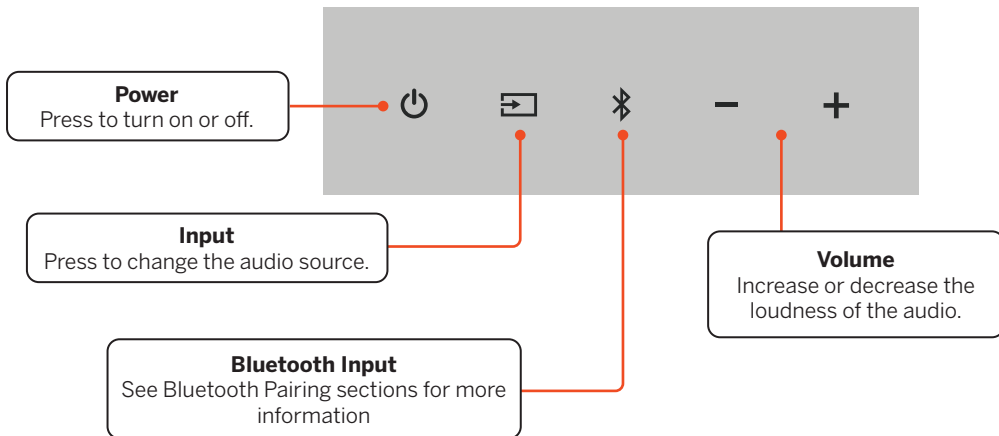 Power
Press to turn on or off.
Input
Press to change the audio source.
Volume
Increase or decrease the
loudness of the audio.
Bluetooth Input
See Bluetooth Pairing sections for more
information